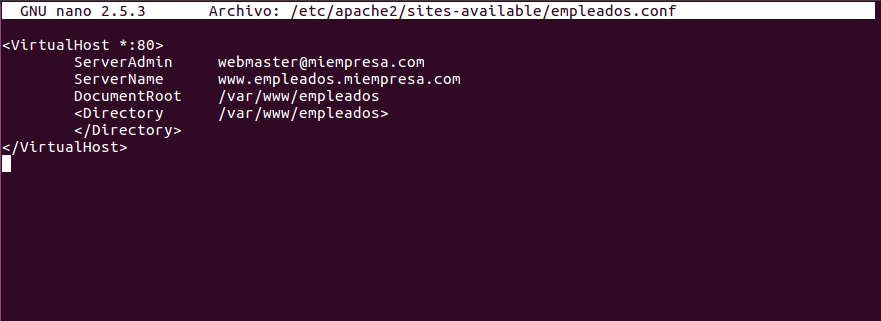 GNU nano 2.5.3 Archivo: /etc/apache2/sites-available/empleados.conf
<VirtualHost *:80>
ServerAdmin webmaster@miempresa.com
ServerName www.empleados.miempresa.com
DocumentRoot /var/www/empleados
<Directory /var/www/empleados>
</Directory>
</VirtualHost>